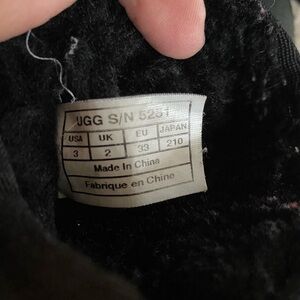 UGG S/N 5251
USA UK EU JAPAN
3 2 33 210
Made In China
Fabrique en Chine